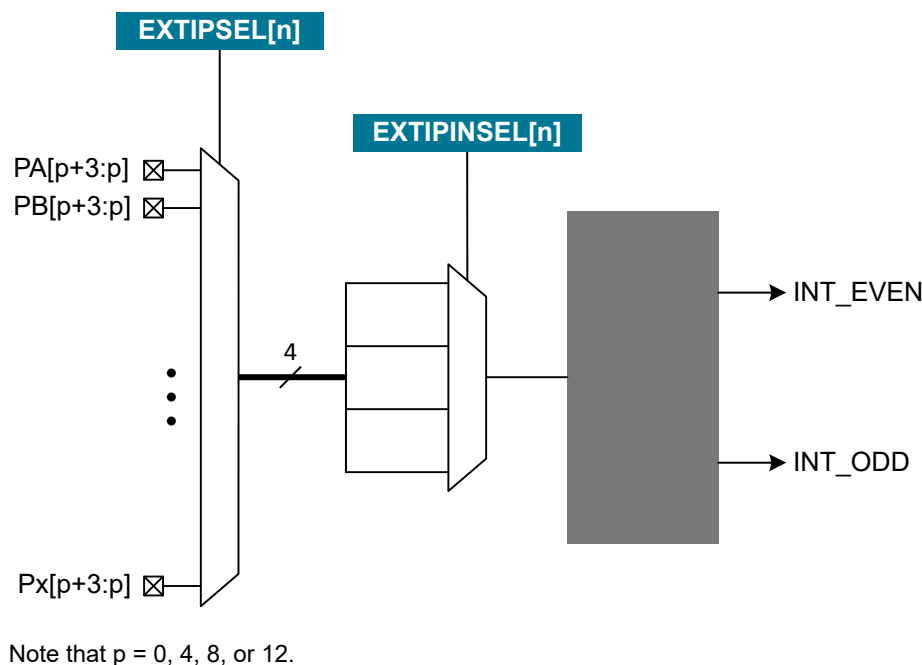 EXTIPSEL[n]
EXTIPINSEL[n]
PA[p+3:p]
PB[p+3:p]
4
INT_EVEN
INT_ODD
Px[p+3:p]
Note that p = 0, 4, 8, or 12.